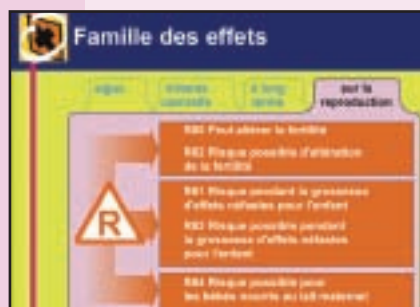 Famille des effets
aigus
irritants
corrosifs
à long
terme
sur la
reproduction
R60 Peut altérer la fertilité
R62 Risque possible d'altération
de la fertilité
R
R61 Risque pendant la grossesse
d'effets néfastes pour l'enfant
R63 Risque possible pendant
la grossesse d'effets néfastes
pour l'enfant
R64 Risque possible pour
les bébés nourris au lait maternel